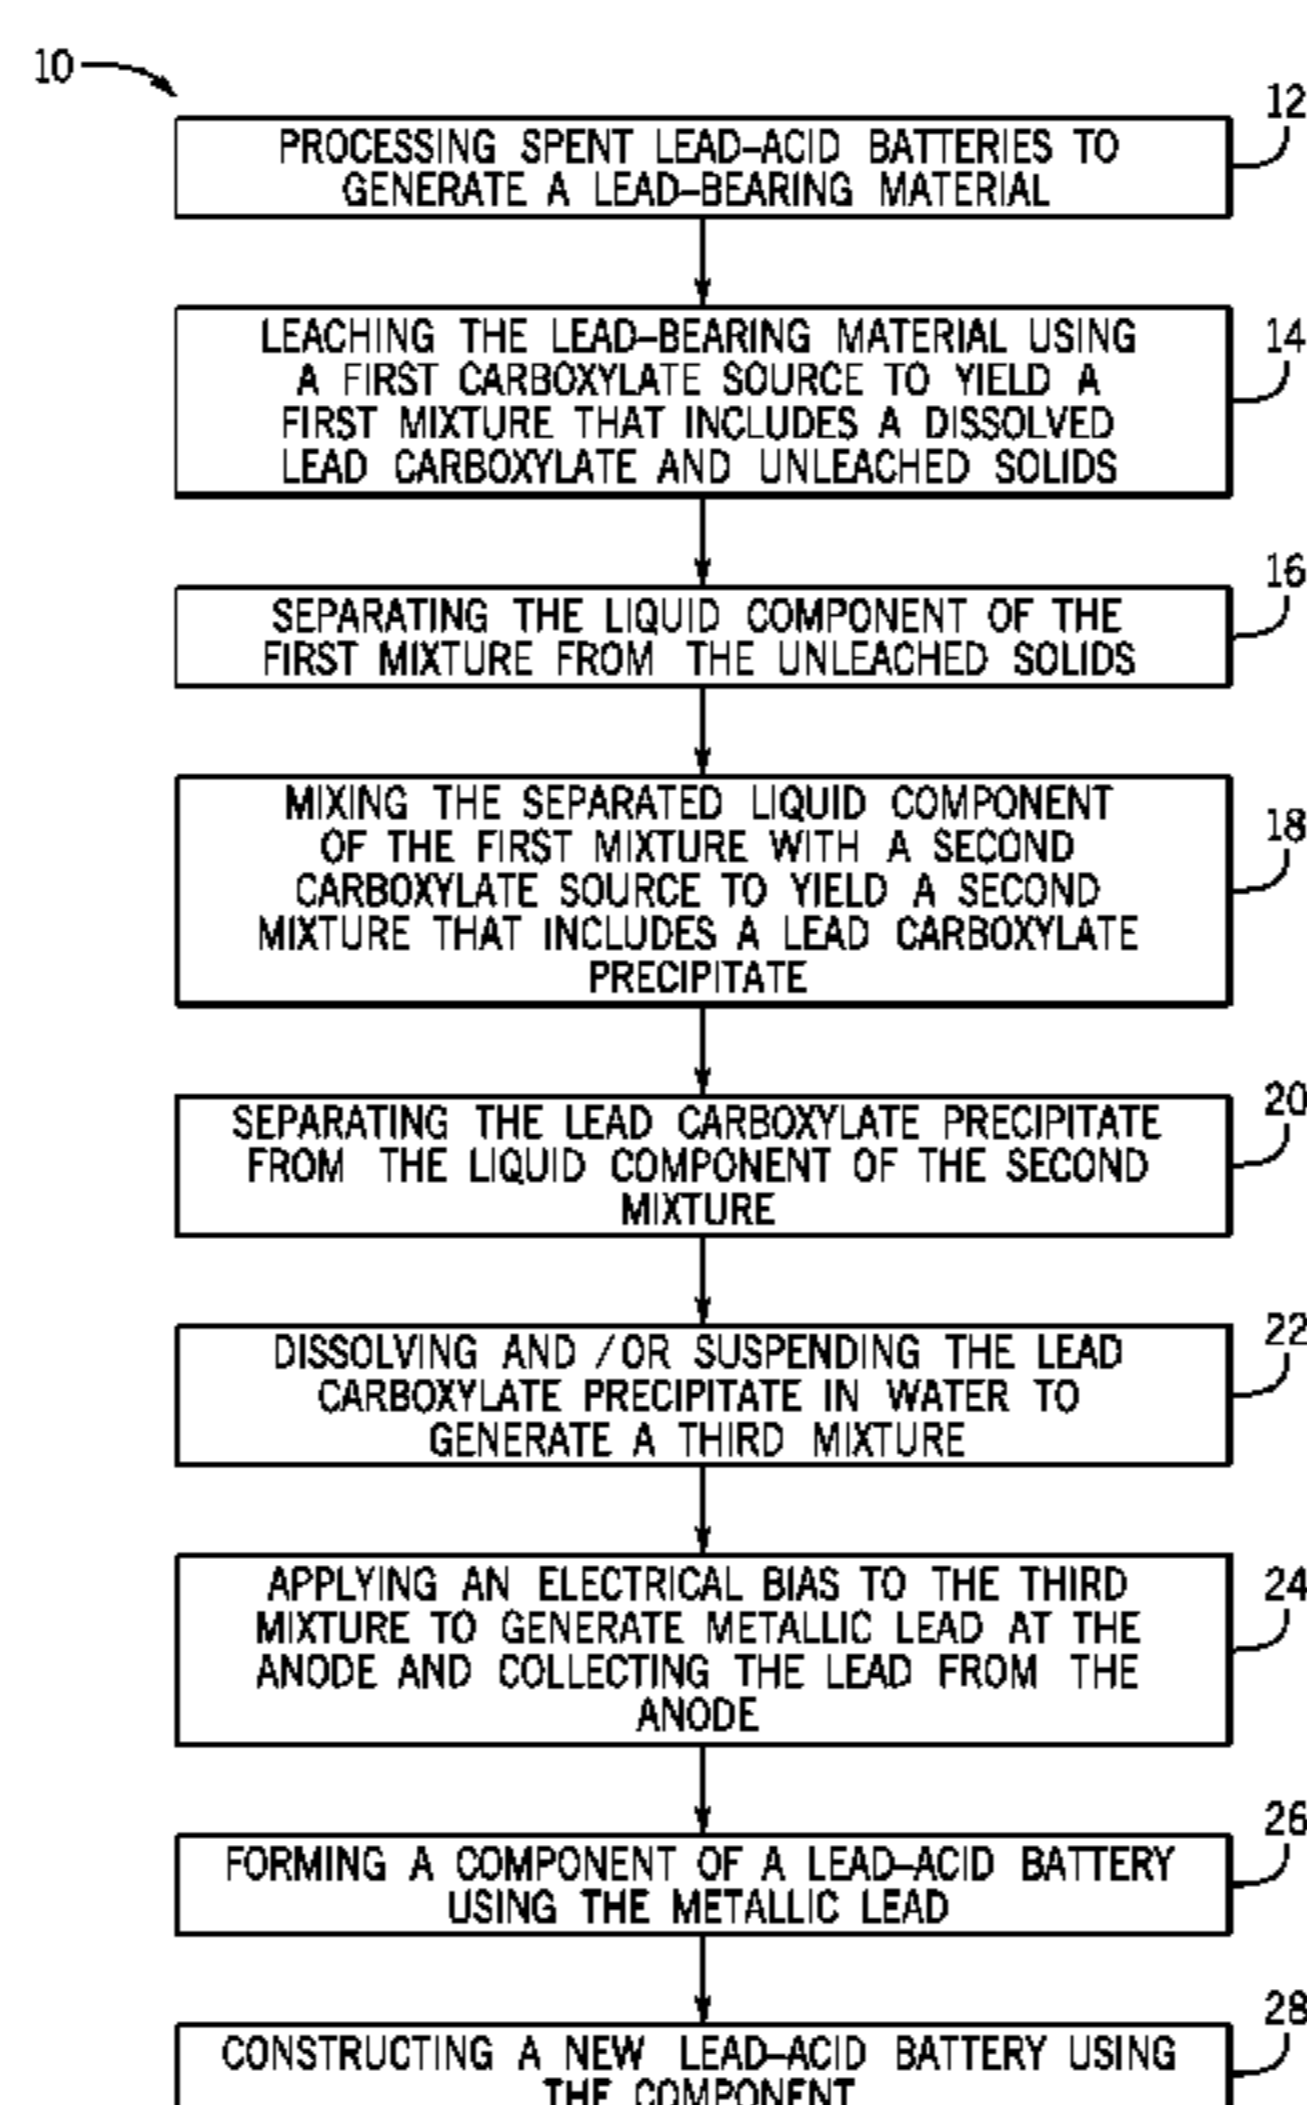 10
12
PROCESSING SPENT LEAD-ACID BATTERIES TO
GENERATE A LEAD-BEARING MATERIAL
14
LEACHING THE LEAD-BEARING MATERIAL USING
A FIRST CARBOXYLATE SOURCE TO YIELD A
FIRST MIXTURE THAT INCLUDES A DISSOLVED
LEAD CARBOXYLATE AND UNLEACHED SOLIDS
16
SEPARATING THE LIQUID COMPONENT OF THE
FIRST MIXTURE FROM THE UNLEACHED SOLIDS
18
MIXING THE SEPARATED LIQUID COMPONENT
OF THE FIRST MIXTURE WITH A SECOND
CARBOXYLATE SOURCE TO YIELD A SECOND
MIXTURE THAT INCLUDES A LEAD CARBOXYLATE
PRECIPITATE
20
SEPARATING THE LEAD CARBOXYLATE PRECIPITATE
FROM THE LIQUID COMPONENT OF THE SECOND
MIXTURE
22
DISSOLVING AND /OR SUSPENDING THE LEAD
CARBOXYLATE PRECIPITATE IN WATER TO
GENERATE A THIRD MIXTURE
24
APPLYING AN ELECTRICAL BIAS TO THE THIRD
MIXTURE TO GENERATE METALLIC LEAD AT THE
ANODE AND COLLECTING THE LEAD FROM THE
ANODE
26
FORMING A COMPONENT OF A LEAD-ACID BATTERY
USING THE METALLIC LEAD
28
CONSTRUCTING A NEW LEAD-ACID BATTERY USING
THE COMPONENT